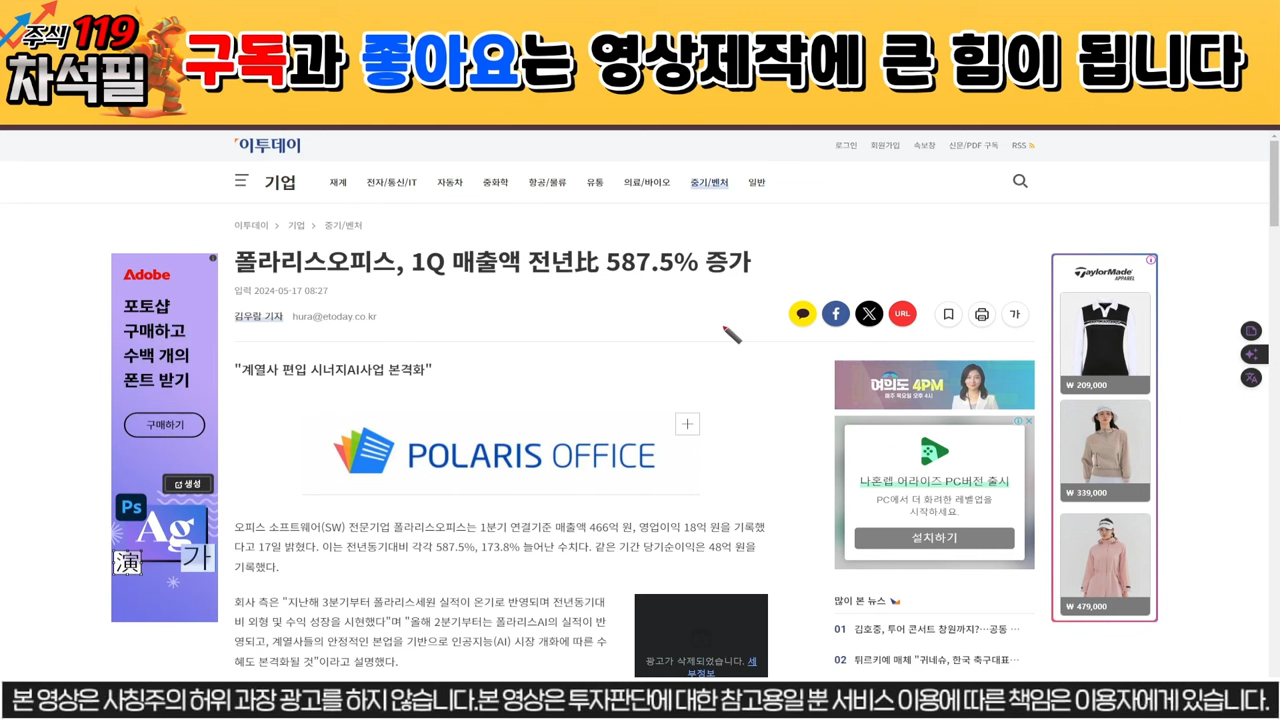 주식 119
차석필
구독과 좋아요는 영상제작에 큰 힘이 됩니다
이투데이
로그인 회원가입 속보창 신문/PDF 구독 RSS
기업
재계 전자/통신/IT 자동차 중화학 항공/물류 유통 의료/바이오 중기/벤처 일반
이투데이 > 기업 > 중기/벤처
폴라리스오피스, 1Q 매출액 전년比 587.5% 증가
입력 2024-05-17 08:27
김우람 기자 hura@etoday.co.kr
URL
가
"계열사 편입 시너지AI사업 본격화"
POLARIS OFFICE
오피스 소프트웨어(SW) 전문기업 폴라리스오피스는 1분기 연결기준 매출액 466억 원, 영업이익 18억 원을 기록했
다고 17일 밝혔다. 이는 전년동기대비 각각 587.5%, 173.8% 늘어난 수치다. 같은 기간 당기순이익은 48억 원을
기록했다.
회사 측은 "지난해 3분기부터 폴라리스세원 실적이 온기로 반영되며 전년동기대
비 외형 및 수익 성장을 시현했다"며 "올해 2분기부터는 폴라리스AI의 실적이 반
영되고, 계열사들의 안정적인 본업을 기반으로 인공지능(AI) 시장 개화에 따른 수
혜도 본격화될 것"이라고 설명했다.
광고가 삭제되었습니다. 세
부정보
Adobe
포토샵
구매하고
수백 개의
폰트 받기
구매하기
생성
Ps
Ag
演
가
여의도 4PM
매주 목요일 오후 4시
나혼렙 어라이즈 PC버전 출시
PC에서 더 화려한 레벨업을
시작하세요.
설치하기
많이 본 뉴스
01 김호중, 투어 콘서트 창원까지?…공동 …
02 튀르키예 매체 "귀네슈, 한국 축구대표…
TaylorMade
APPAREL
₩ 209,000
₩ 339,000
₩ 479,000
본 영상은 사칭주의 허위 과장 광고를 하지 않습니다.본 영상은 투자판단에 대한 참고용일 뿐 서비스 이용에 따른 책임은 이용자에게 있습니다.